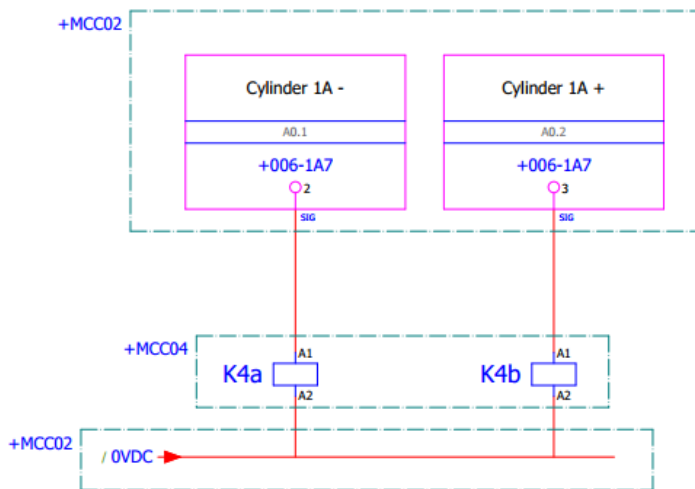 +MCC02
Cylinder 1A -
Cylinder 1A +
A0.1
A0.2
+006-1A7
+006-1A7
2
3
SIG
SIG
+MCC04
A1
A1
K4a
K4b
A2
A2
+MCC02
/ 0VDC